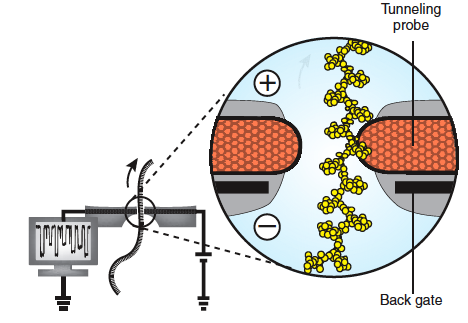 Tunneling
probe
+
−
Back gate